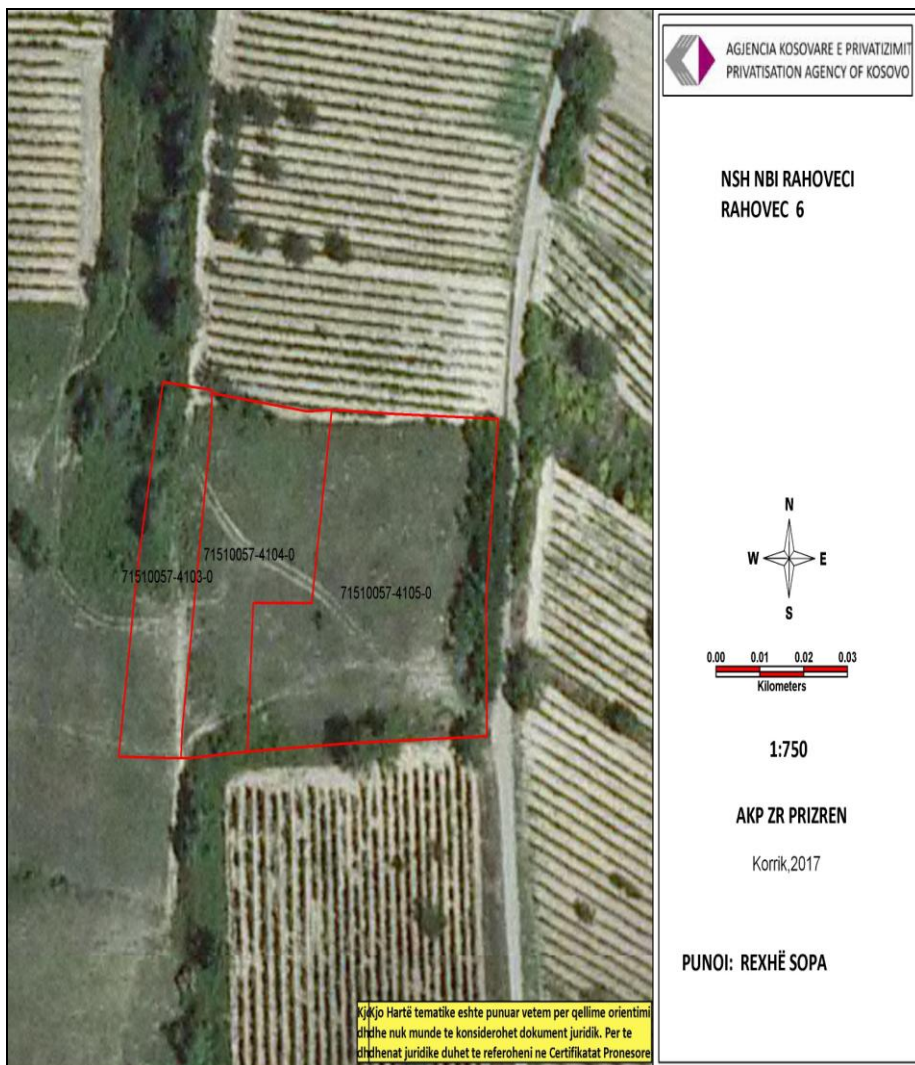 AGJENCIA KOSOVARE E PRIVATIZIMIT
PRIVATISATION AGENCY OF KOSOVO
NSH NBI RAHOVECI
RAHOVEC 6
71510057-4104-0
71510057-4103-0
71510057-4105-0
N
W E
S
0.00 0.01 0.02 0.03
Kilometers
1:750
AKP ZR PRIZREN
Korrik,2017
PUNOI: REXHË SOPA
Kjo Hartë tematike eshte punuar vetem per qellime orientimi
dhe nuk munde te konsiderohet dokument juridik. Per te
dhenat juridike duhet te referoheni ne Certifikatat Pronesore